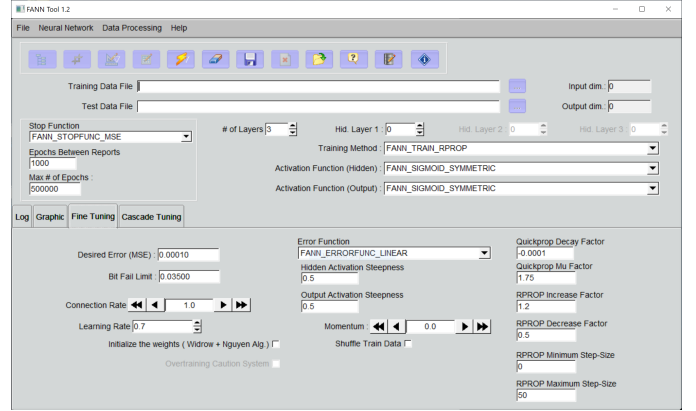 FANN Tool 1.2
File Neural Network Data Processing Help
Training Data File
Input dim.: 0
Test Data File
Output dim.: 0
Stop Function
FANN_STOPFUNC_MSE
Epochs Between Reports
1000
Max # of Epochs :
500000
# of Layers 3
Hid. Layer 1 : 0
Hid. Layer 2 : 0
Hid. Layer 3 : 0
Training Method : FANN_TRAIN_RPROP
Activation Function (Hidden) : FANN_SIGMOID_SYMMETRIC
Activation Function (Output) : FANN_SIGMOID_SYMMETRIC
Log Graphic Fine Tuning Cascade Tuning
Desired Error (MSE) : 0.00010
Bit Fail Limit : 0.03500
Connection Rate 1.0
Learning Rate 0.7
Initialize the weights ( Widrow + Nguyen Alg.)
Overtraining Caution System
Error Function
FANN_ERRORFUNC_LINEAR
Hidden Activation Steepness
0.5
Output Activation Steepness
0.5
Momentum : 0.0
Shuffle Train Data
Quickprop Decay Factor
-0.0001
Quickprop Mu Factor
1.75
RPROP Increase Factor
1.2
RPROP Decrease Factor
0.5
RPROP Minimum Step-Size
0
RPROP Maximum Step-Size
50